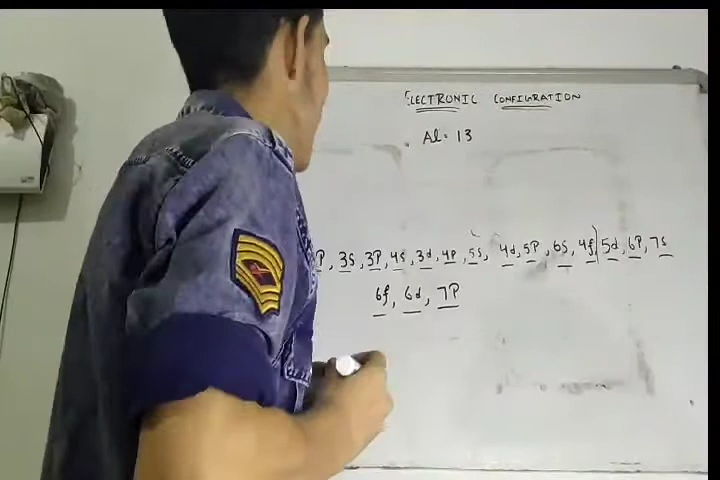 ELECTRONIC CONFIGRATION
Al = 13
P, 3S, 3P, 4S, 3d, 4P, 5S, 4d, 5P, 6S, 4f, 5d, 6P, 7S
6f, 6d, 7P